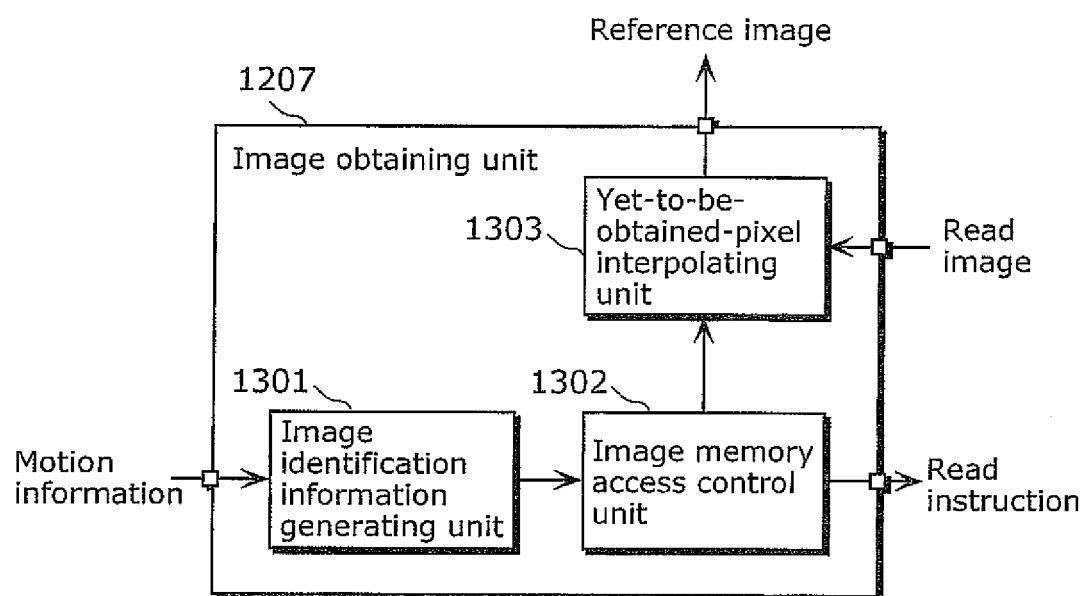 Reference image
1207
Image obtaining unit
1303
Yet-to-be-
obtained-pixel
interpolating
unit
Read
image
1301
1302
Motion
information
Image
identification
information
generating unit
Image memory
access control
unit
Read
instruction